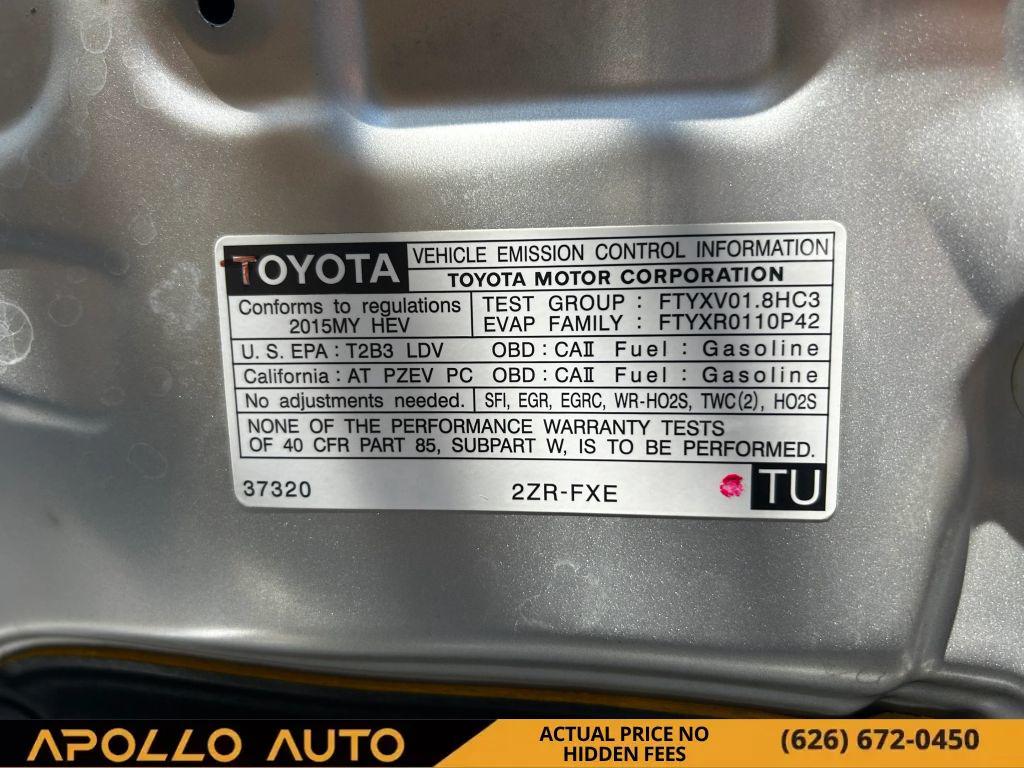 TOYOTA
VEHICLE EMISSION CONTROL INFORMATION
TOYOTA MOTOR CORPORATION
Conforms to regulations
2015MY HEV
TEST GROUP : FTYXV01.8HC3
EVAP FAMILY : FTYXR0110P42
U. S. EPA : T2B3 LDV OBD : CAII Fuel : Gasoline
California : AT PZEV PC OBD : CAII Fuel : Gasoline
No adjustments needed. SFI, EGR, EGRC, WR-HO2S, TWC(2), HO2S
NONE OF THE PERFORMANCE WARRANTY TESTS
OF 40 CFR PART 85, SUBPART W, IS TO BE PERFORMED.
37320 2ZR-FXE TU
APOLLO AUTO
ACTUAL PRICE NO
HIDDEN FEES
(626) 672-0450